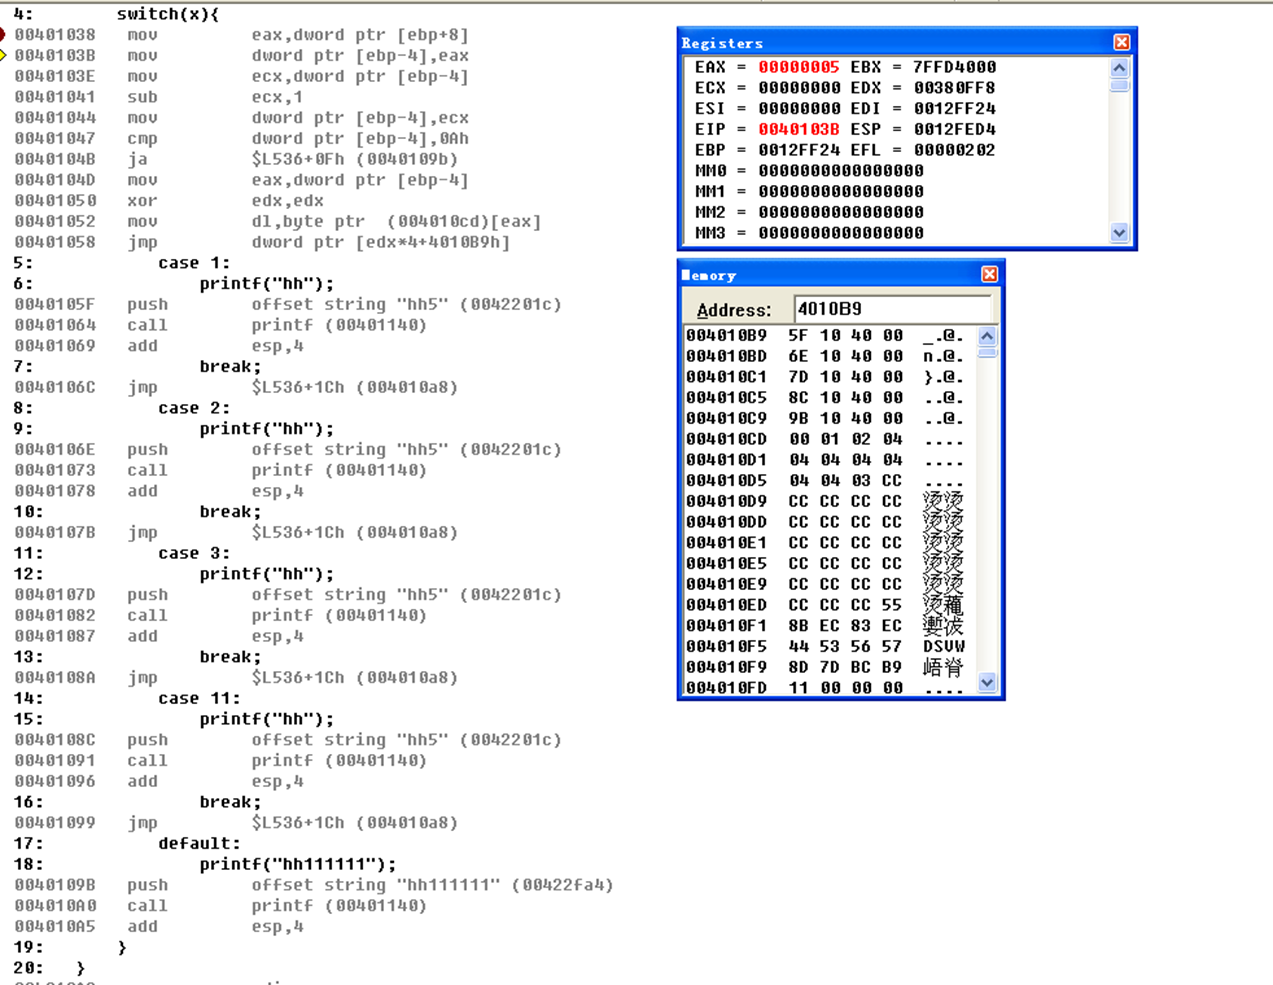 4: switch(x){
00401038 mov eax,dword ptr [ebp+8]
0040103B mov dword ptr [ebp-4],eax
0040103E mov ecx,dword ptr [ebp-4]
00401041 sub ecx,1
00401044 mov dword ptr [ebp-4],ecx
00401047 cmp dword ptr [ebp-4],0Ah
0040104B ja $L536+0Fh (0040109b)
0040104D mov eax,dword ptr [ebp-4]
00401050 xor edx,edx
00401052 mov dl,byte ptr (004010cd)[eax]
00401058 jmp dword ptr [edx*4+4010B9h]
5: case 1:
6: printf("hh");
0040105F push offset string "hh5" (0042201c)
00401064 call printf (00401140)
00401069 add esp,4
7: break;
0040106C jmp $L536+1Ch (004010a8)
8: case 2:
9: printf("hh");
0040106E push offset string "hh5" (0042201c)
00401073 call printf (00401140)
00401078 add esp,4
10: break;
0040107B jmp $L536+1Ch (004010a8)
11: case 3:
12: printf("hh");
0040107D push offset string "hh5" (0042201c)
00401082 call printf (00401140)
00401087 add esp,4
13: break;
0040108A jmp $L536+1Ch (004010a8)
14: case 11:
15: printf("hh");
0040108C push offset string "hh5" (0042201c)
00401091 call printf (00401140)
00401096 add esp,4
16: break;
00401099 jmp $L536+1Ch (004010a8)
17: default:
18: printf("hh111111");
0040109B push offset string "hh111111" (00422fa4)
004010A0 call printf (00401140)
004010A5 add esp,4
19: }
20: }
Registers
EAX = 00000005 EBX = 7FFD4000
ECX = 00000000 EDX = 00380FF8
ESI = 00000000 EDI = 0012FF24
EIP = 0040103B ESP = 0012FED4
EBP = 0012FF24 EFL = 00000202
MM0 = 0000000000000000
MM1 = 0000000000000000
MM2 = 0000000000000000
MM3 = 0000000000000000
Memory
Address: 4010B9
004010B9 5F 10 40 00 _.@.
004010BD 6E 10 40 00 n.@.
004010C1 7D 10 40 00 }.@.
004010C5 8C 10 40 00 ..@.
004010C9 9B 10 40 00 ..@.
004010CD 00 01 02 04 ....
004010D1 04 04 04 04 ....
004010D5 04 04 03 CC ....
004010D9 CC CC CC CC 烫烫
004010DD CC CC CC CC 烫烫
004010E1 CC CC CC CC 烫烫
004010E5 CC CC CC CC 烫烫
004010E9 CC CC CC CC 烫烫
004010ED CC CC CC 55 烫
004010F1 8B EC 83 EC
004010F5 44 53 56 57 DSVW
004010F9 8D 7D BC B9 峿脊
004010FD 11 00 00 00 ....